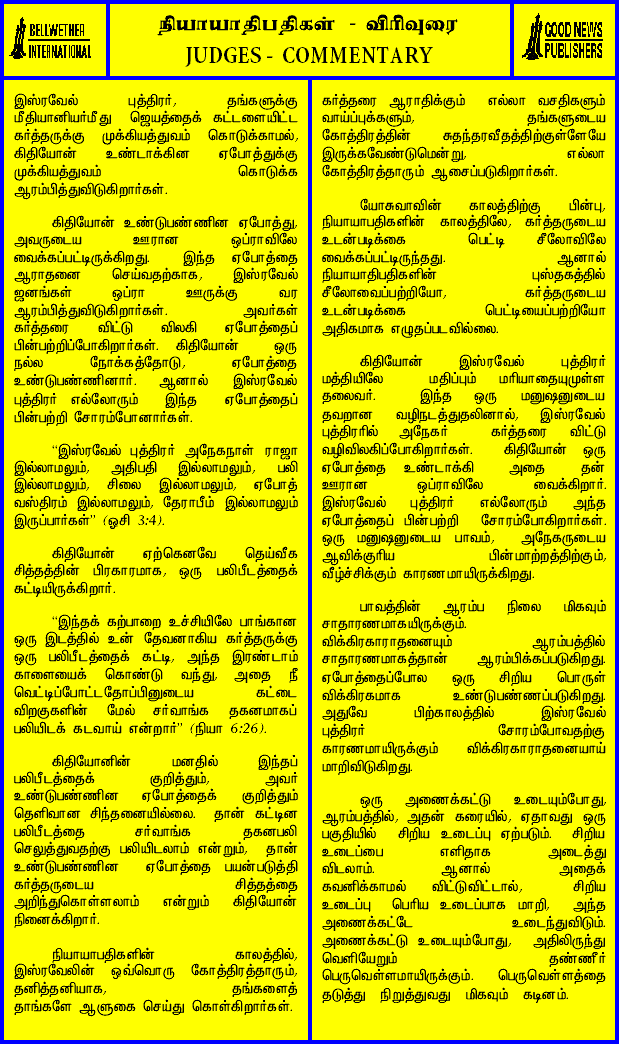 BELLWETHER
INTERNATIONAL
நியாயாதிபதிகள் - விரிவுரை
JUDGES - COMMENTARY
GOOD NEWS
PUBLISHERS
இஸ்ரவேல் புத்திரர், தங்களுக்கு
மீதியானியர்மீது ஜெயத்தைக் கட்டளையிட்ட
கர்த்தருக்கு முக்கியத்துவம் கொடுக்காமல்,
கிதியோன் உண்டாக்கின ஏபோத்துக்கு
முக்கியத்துவம் கொடுக்க
ஆரம்பித்துவிடுகிறார்கள்.
கிதியோன் உண்டுபண்ணின ஏபோத்து,
அவருடைய ஊரான ஒப்ராவிலே
வைக்கப்பட்டிருக்கிறது. இந்த ஏபோத்தை
ஆராதனை செய்வதற்காக, இஸ்ரவேல்
ஜனங்கள் ஒப்ரா ஊருக்கு வர
ஆரம்பித்துவிடுகிறார்கள். அவர்கள்
கர்த்தரை விட்டு விலகி ஏபோத்தைப்
பின்பற்றிப்போகிறார்கள். கிதியோன் ஒரு
நல்ல நோக்கத்தோடு, ஏபோத்தை
உண்டுபண்ணினார். ஆனால் இஸ்ரவேல்
புத்திரர் எல்லோரும் இந்த ஏபோத்தைப்
பின்பற்றி சோரம்போனார்கள்.
“இஸ்ரவேல் புத்திரர் அநேகநாள் ராஜா
இல்லாமலும், அதிபதி இல்லாமலும், பலி
இல்லாமலும், சிலை இல்லாமலும், ஏபோத்
வஸ்திரம் இல்லாமலும், தேராபீம் இல்லாமலும்
இருப்பார்கள்” (ஓசி 3:4).
கிதியோன் ஏற்கெனவே தெய்வீக
சித்தத்தின் பிரகாரமாக, ஒரு பலிபீடத்தைக்
கட்டியிருக்கிறார்.
“இந்தக் கற்பாறை உச்சியிலே பாங்கான
ஒரு இடத்தில் உன் தேவனாகிய கர்த்தருக்கு
ஒரு பலிபீடத்தைக் கட்டி, அந்த இரண்டாம்
காளையைக் கொண்டு வந்து, அதை நீ
வெட்டிப்போட்டதோப்பினுடைய கட்டை
விறகுகளின் மேல் சர்வாங்க தகனமாகப்
பலியிடக் கடவாய் என்றார்” (நியா 6:26).
கிதியோனின் மனதில் இந்தப்
பலிபீடத்தைக் குறித்தும், அவர்
உண்டுபண்ணின ஏபோத்தைக் குறித்தும்
தெளிவான சிந்தனையில்லை. தான் கட்டின
பலிபீடத்தை சர்வாங்க தகனபலி
செலுத்துவதற்கு பலியிடலாம் என்றும், தான்
உண்டுபண்ணின ஏபோத்தை பயன்படுத்தி
கர்த்தருடைய சித்தத்தை
அறிந்துகொள்ளலாம் என்றும் கிதியோன்
நினைக்கிறார்.
நியாயாபதிகளின் காலத்தில்,
இஸ்ரவேலின் ஒவ்வொரு கோத்திரத்தாரும்,
தனித்தனியாக, தங்களைத்
தாங்களே ஆளுகை செய்து கொள்கிறார்கள்.
கர்த்தரை ஆராதிக்கும் எல்லா வசதிகளும்
வாய்ப்புக்களும், தங்களுடைய
கோத்திரத்தின் சுதந்தரவீதத்திற்குள்ளேயே
இருக்கவேண்டுமென்று, எல்லா
கோத்திரத்தாரும் ஆசைப்படுகிறார்கள்.
யோசுவாவின் காலத்திற்கு பின்பு,
நியாயாபதிகளின் காலத்திலே, கர்த்தருடைய
உடன்படிக்கை பெட்டி சீலோவிலே
வைக்கப்பட்டிருந்தது. ஆனால்
நியாயாதிபதிகளின் புஸ்தகத்தில்
சீலோவைப்பற்றியோ, கர்த்தருடைய
உடன்படிக்கை பெட்டியைப்பற்றியோ
அதிகமாக எழுதப்படவில்லை.
கிதியோன் இஸ்ரவேல் புத்திரர்
மத்தியிலே மதிப்பும் மரியாதையுமுள்ள
தலைவர். இந்த ஒரு மனுஷனுடைய
தவறான வழிநடத்துதலினால், இஸ்ரவேல்
புத்திரரில் அநேகர் கர்த்தரை விட்டு
வழிவிலகிப்போகிறார்கள். கிதியோன் ஒரு
ஏபோத்தை உண்டாக்கி அதை தன்
ஊரான ஒப்ராவிலே வைக்கிறார்.
இஸ்ரவேல் புத்திரர் எல்லோரும் அந்த
ஏபோத்தைப் பின்பற்றி சோரம்போகிறார்கள்.
ஒரு மனுஷனுடைய பாவம், அநேகருடைய
ஆவிக்குரிய பின்மாற்றத்திற்கும்,
வீழ்ச்சிக்கும் காரணமாயிருக்கிறது.
பாவத்தின் ஆரம்ப நிலை மிகவும்
சாதாரணமாகயிருக்கும்.
விக்கிரகாராதனையும் ஆரம்பத்தில்
சாதாரணமாகத்தான் ஆரம்பிக்கப்படுகிறது.
ஏபோத்தைப்போல ஒரு சிறிய பொருள்
விக்கிரகமாக உண்டுபண்ணப்படுகிறது.
அதுவே பிற்காலத்தில் இஸ்ரவேல்
புத்திரர் சோரம்போவதற்கு
காரணமாயிருக்கும் விக்கிரகாராதனையாய்
மாறிவிடுகிறது.
ஒரு அணைக்கட்டு உடையும்போது,
ஆரம்பத்தில், அதன் கரையில், ஏதாவது ஒரு
பகுதியில் சிறிய உடைப்பு ஏற்படும். சிறிய
உடைப்பை எளிதாக அடைத்து
விடலாம். ஆனால் அதைக்
கவனிக்காமல் விட்டுவிட்டால், சிறிய
உடைப்பு பெரிய உடைப்பாக மாறி, அந்த
அணைக்கட்டே உடைந்துவிடும்.
அணைக்கட்டு உடையும்போது, அதிலிருந்து
வெளியேறும் தண்ணீர்
பெருவெள்ளமாயிருக்கும். பெருவெள்ளத்தை
தடுத்து நிறுத்துவது மிகவும் கடினம்.